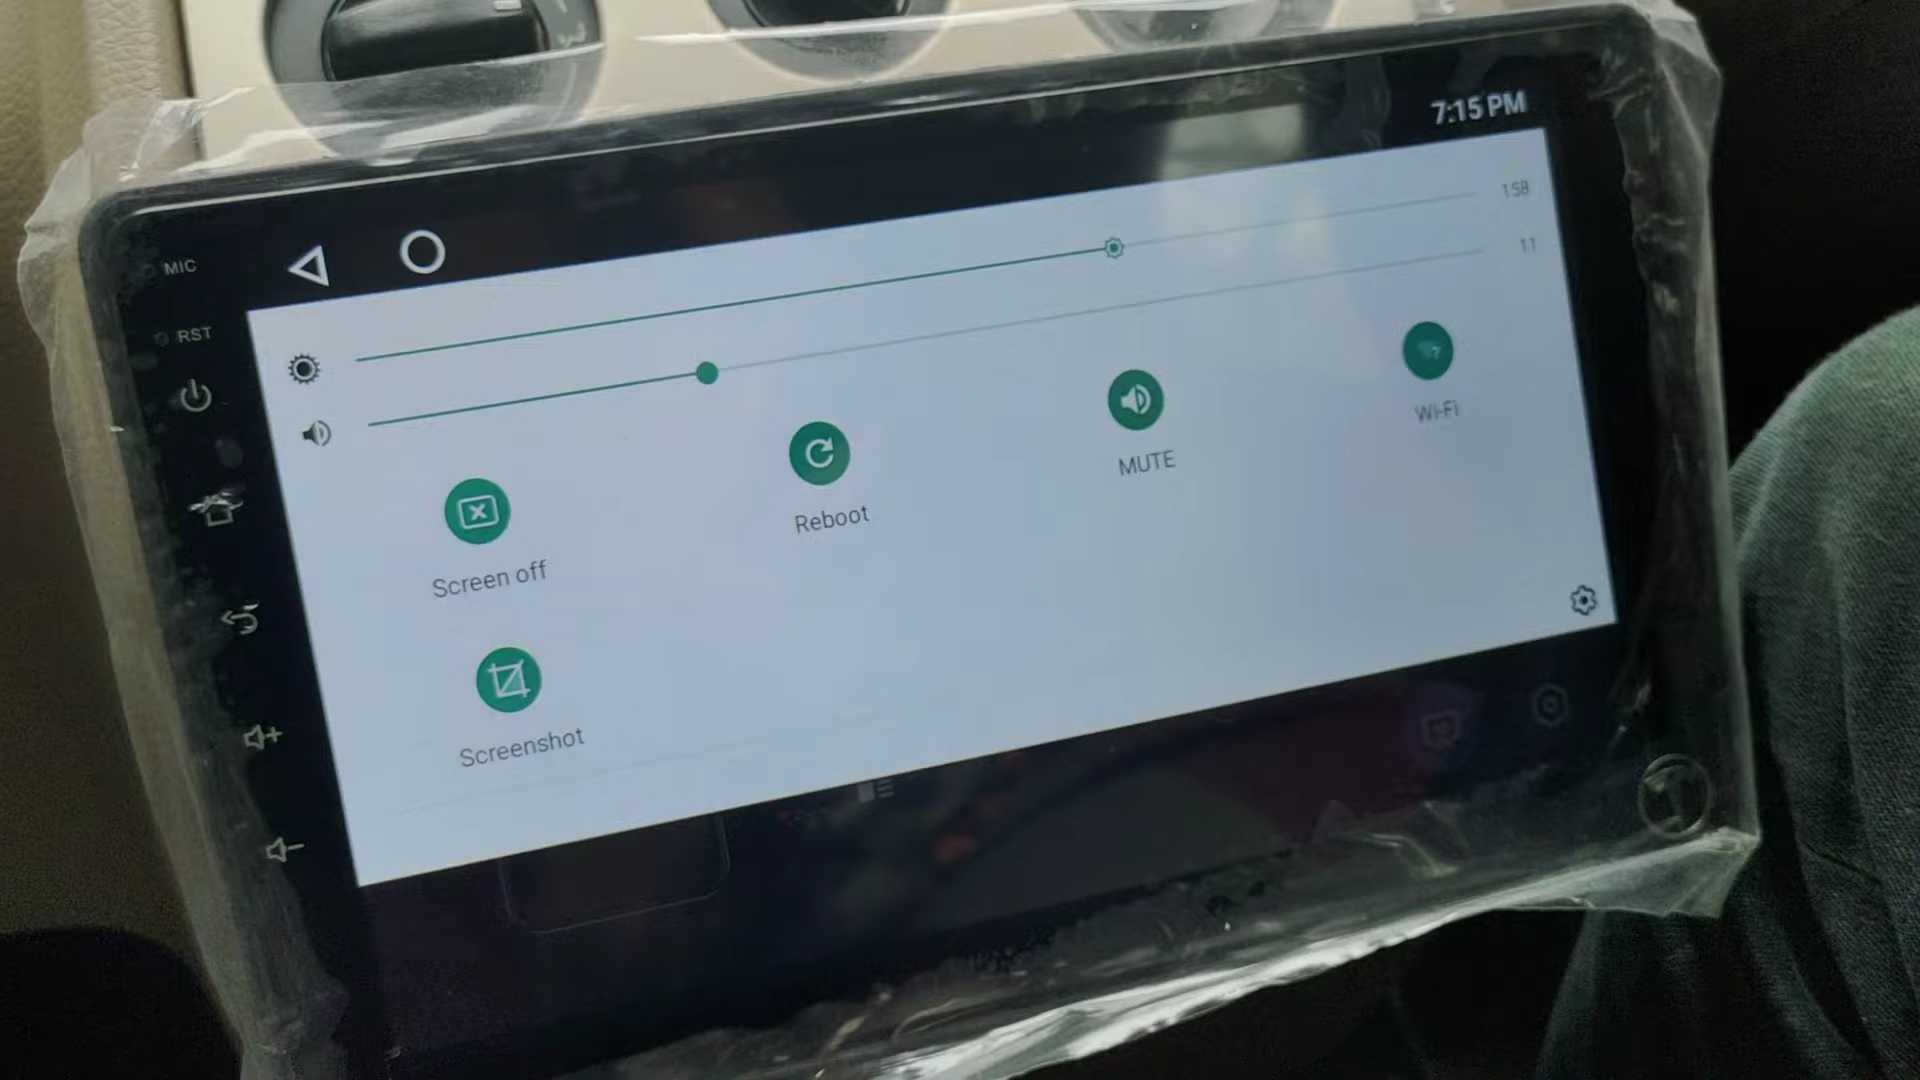 7:15 PM
MIC
158
11
RST
Wi-Fi
MUTE
Reboot
Screen off
Screenshot